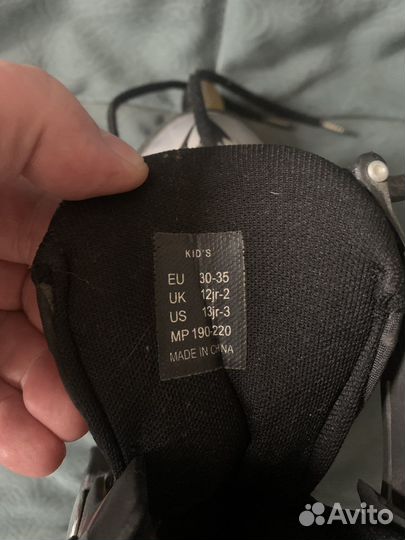 KID'S
EU 30-35
UK 12jr-2
US 13jr-3
MP 190-220
MADE IN CHINA
Avito